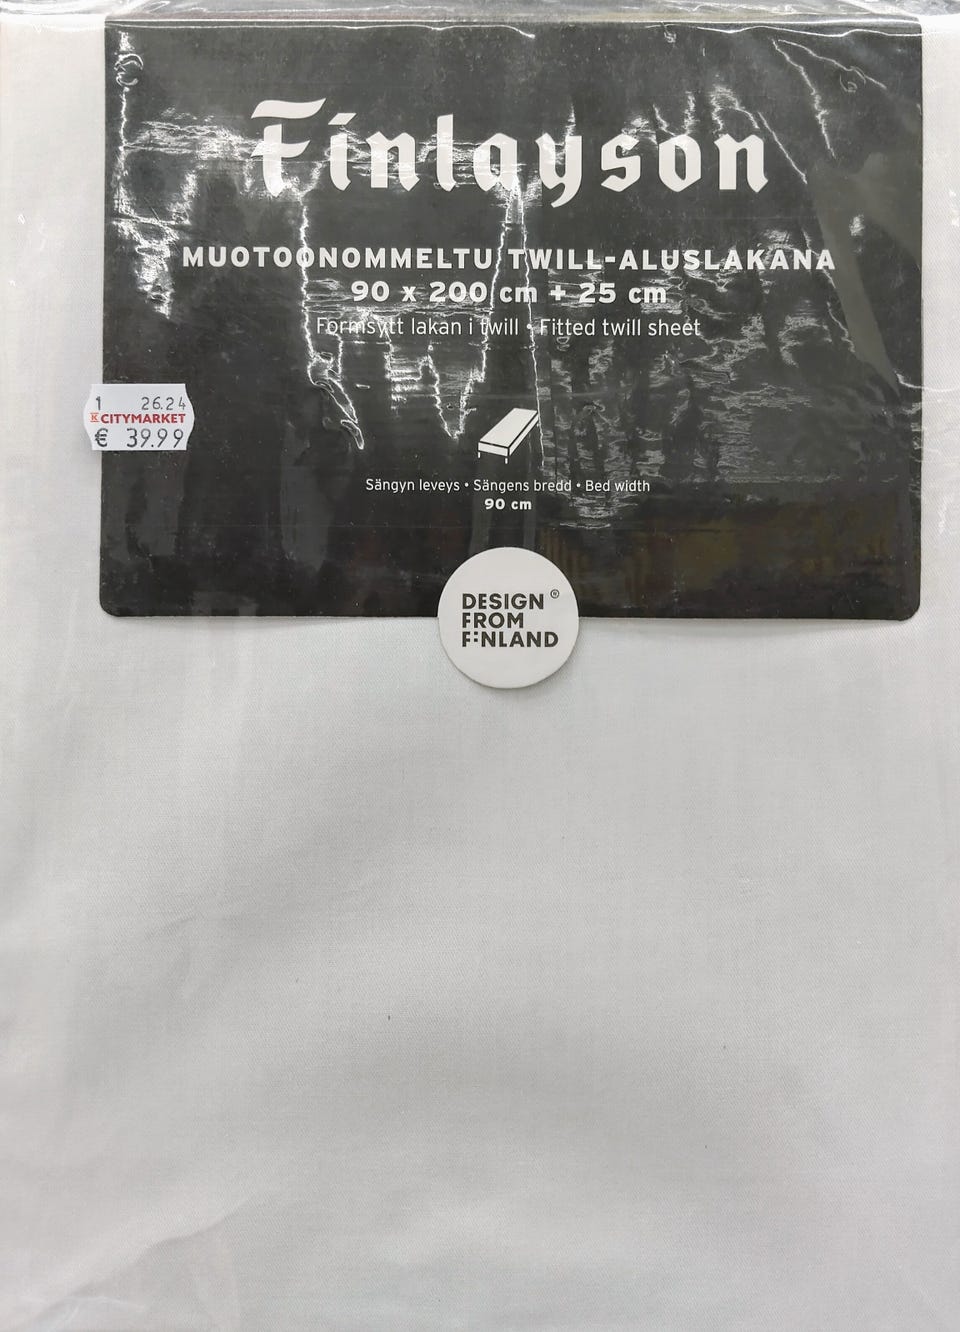 Finlayson
MUOTOONOMMELTU TWILL-ALUSLAKANA
90 x 200 cm + 25 cm
Formsytt lakan i twill • Fitted twill sheet
1 26.24
K CITYMARKET
€ 39.99
Sängyn leveys • Sängens bredd • Bed width
90 cm
DESIGN ®
FROM
FINLAND